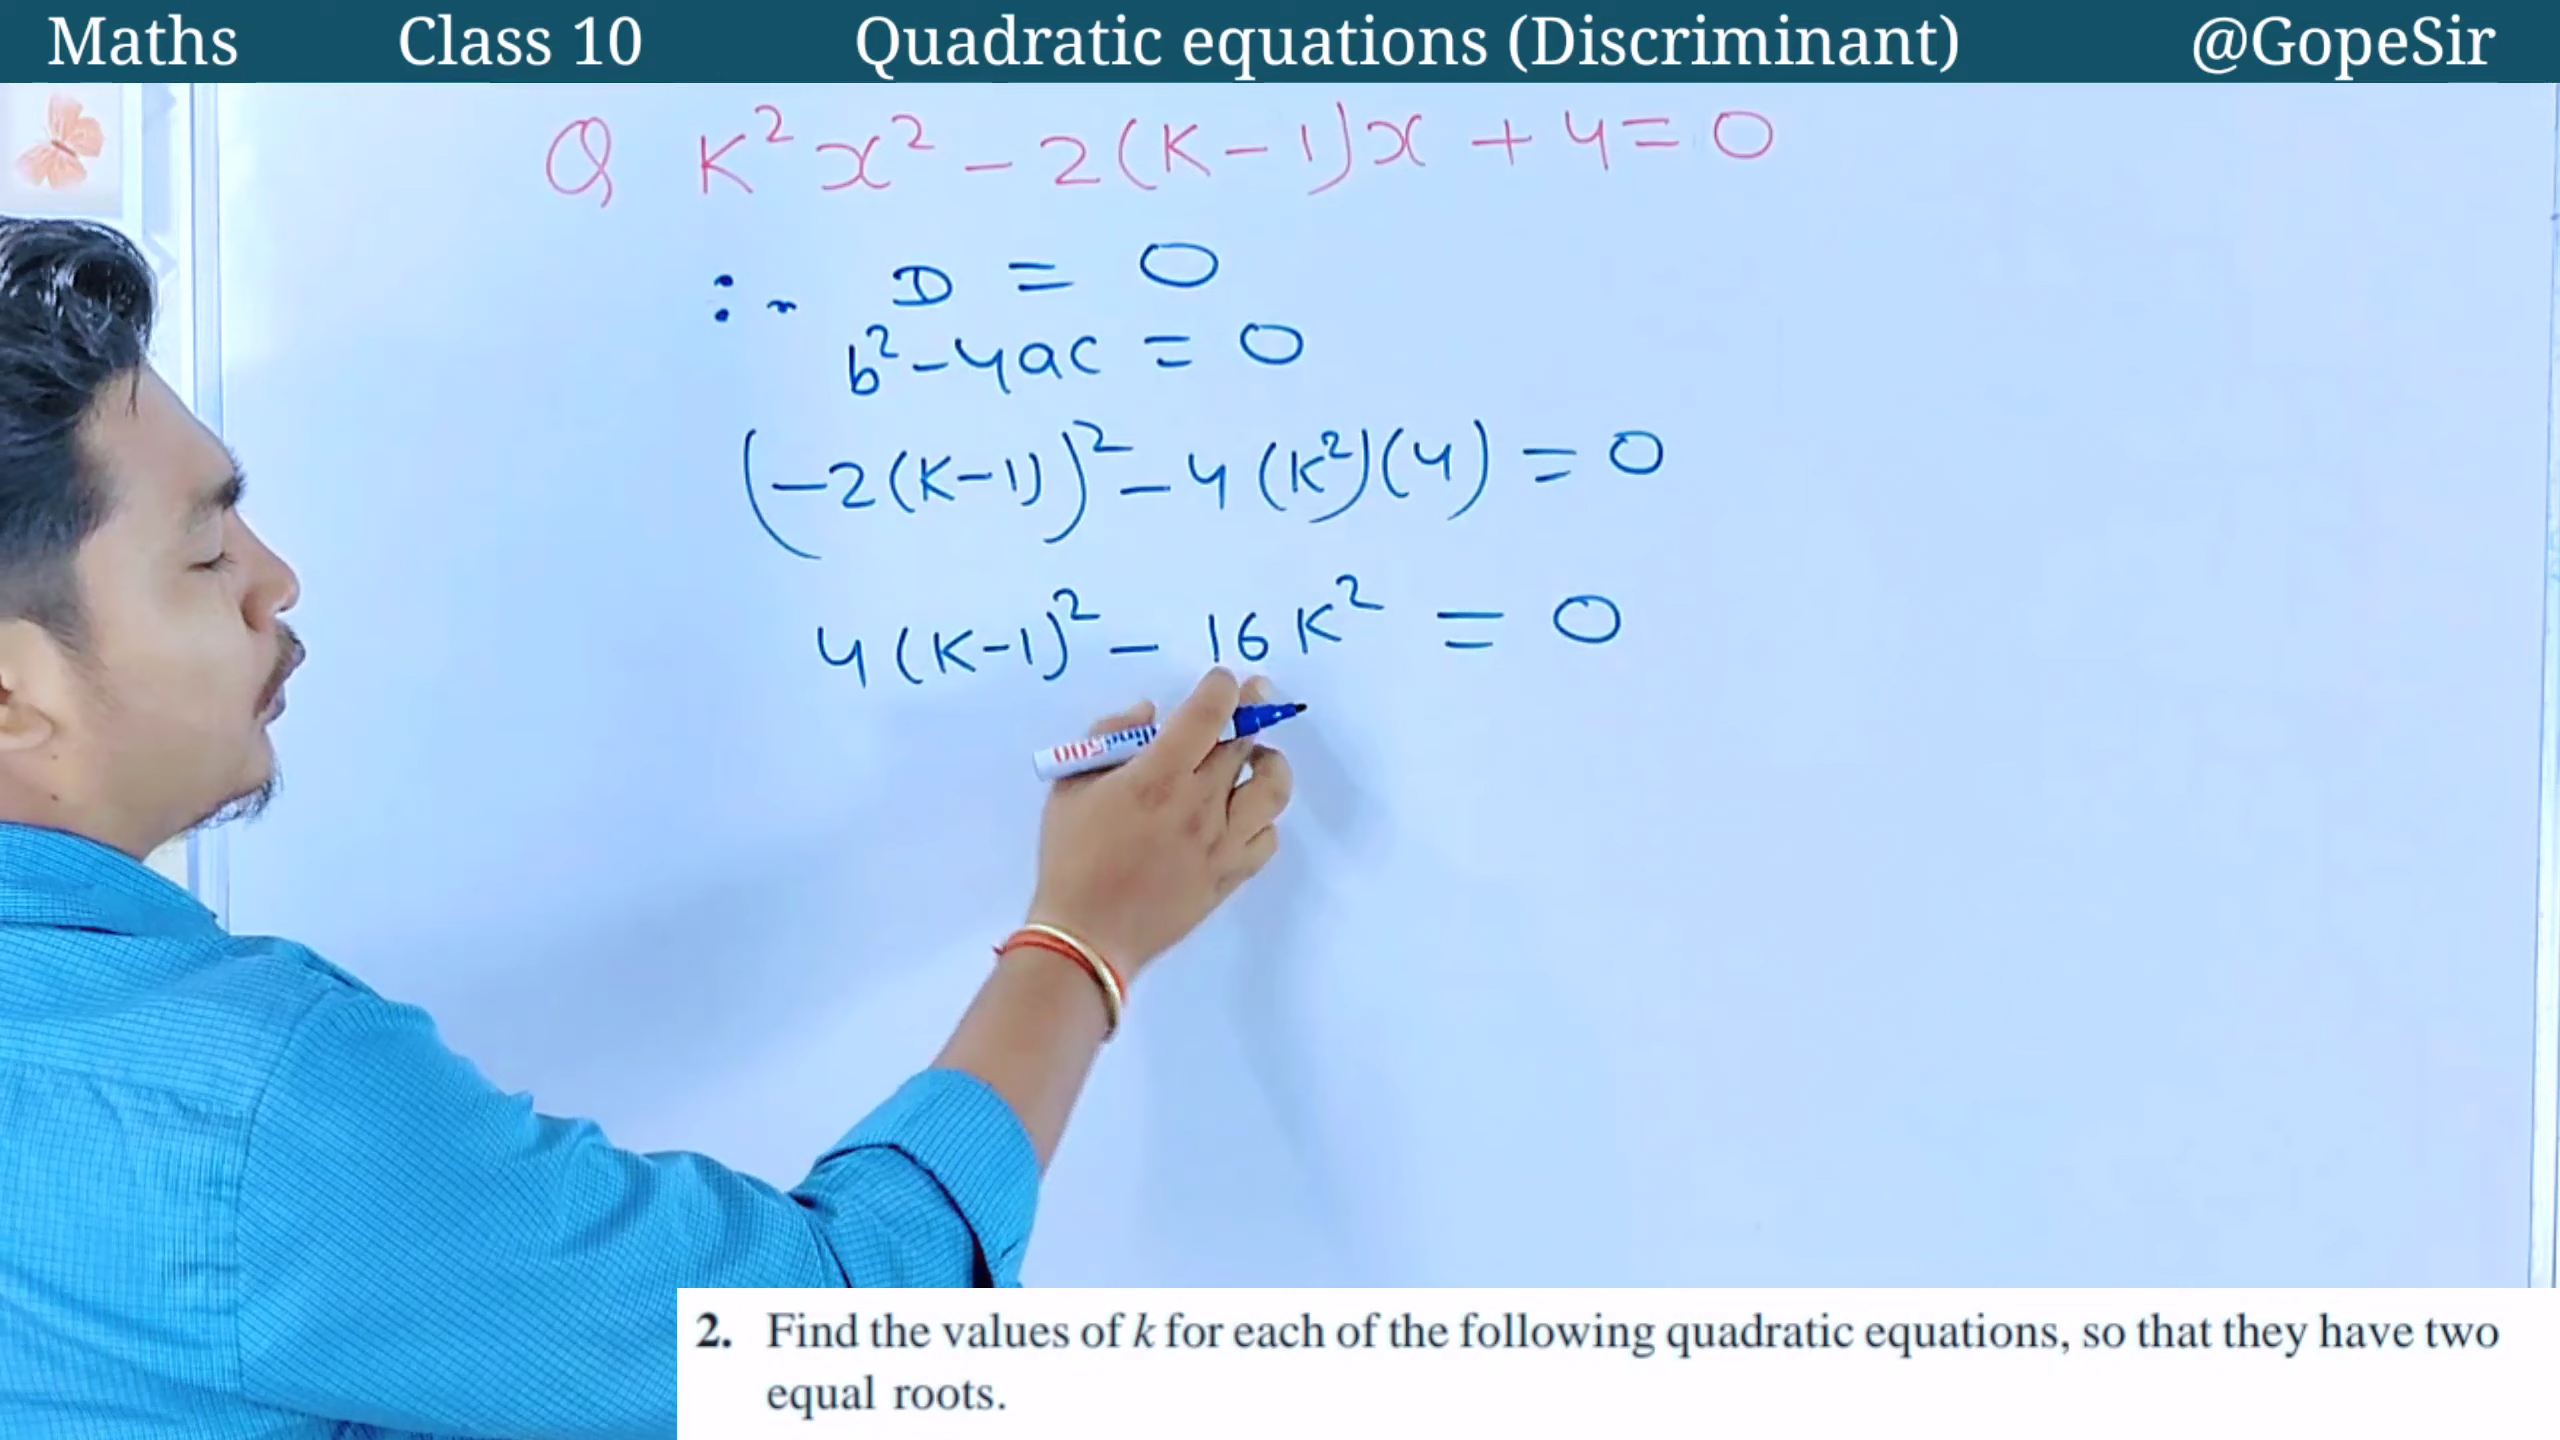 Maths Class 10 Quadratic equations (Discriminant) @GopeSir
Q K² x² - 2(K-1)x + 4 = 0
∴ D = 0
b² - 4ac = 0
(-2(K-1))² - 4(K²)(4) = 0
4(K-1)² - 16K² = 0
2. Find the values of k for each of the following quadratic equations, so that they have two
equal roots.